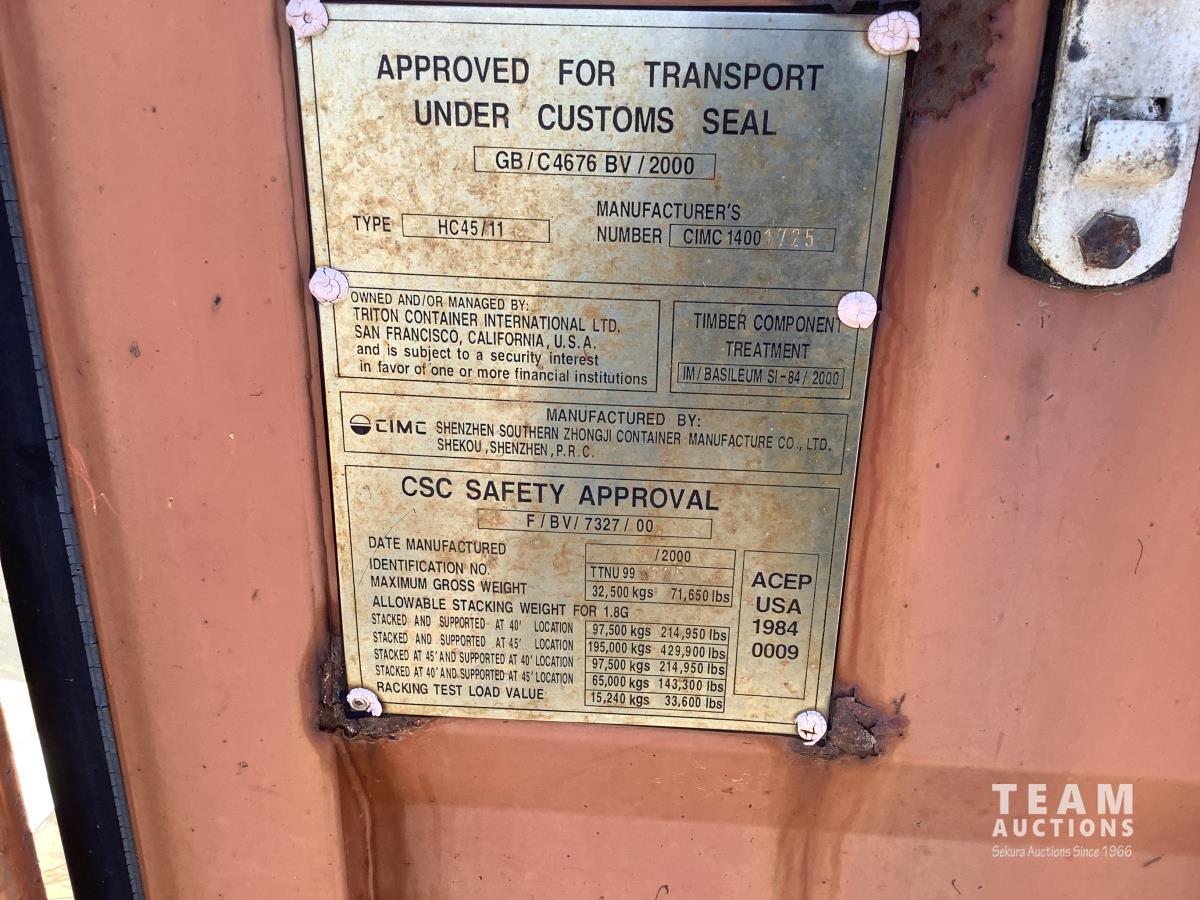 APPROVED FOR TRANSPORT
UNDER CUSTOMS SEAL
GB/C4676 BV/2000
TYPE HC45/11
MANUFACTURER'S
NUMBER CIMC 1400
OWNED AND/OR MANAGED BY:
TRITON CONTAINER INTERNATIONAL LTD.
SAN FRANCISCO, CALIFORNIA, U.S.A.
and is subject to a security interest
in favor of one or more financial institutions
TIMBER COMPONENT
TREATMENT
IM/BASILEUM SI-84/2000
CIMC
MANUFACTURED BY:
SHENZHEN SOUTHERN ZHONGJI CONTAINER MANUFACTURE CO., LTD.
SHEKOU, SHENZHEN, P.R.C.
CSC SAFETY APPROVAL
F/BV/7327/00
DATE MANUFACTURED /2000
IDENTIFICATION NO. TTNU 99
MAXIMUM GROSS WEIGHT 32,500 kgs 71,650 lbs
ALLOWABLE STACKING WEIGHT FOR 1.8G
STACKED AND SUPPORTED AT 40' LOCATION 97,500 kgs 214,950 lbs
STACKED AND SUPPORTED AT 45' LOCATION 195,000 kgs 429,900 lbs
STACKED AT 45' AND SUPPORTED AT 40' LOCATION 97,500 kgs 214,950 lbs
STACKED AT 40' AND SUPPORTED AT 45' LOCATION 65,000 kgs 143,300 lbs
RACKING TEST LOAD VALUE 15,240 kgs 33,600 lbs
ACEP
USA
1984
0009
TEAM
AUCTIONS
Sekura Auctions Since 1966